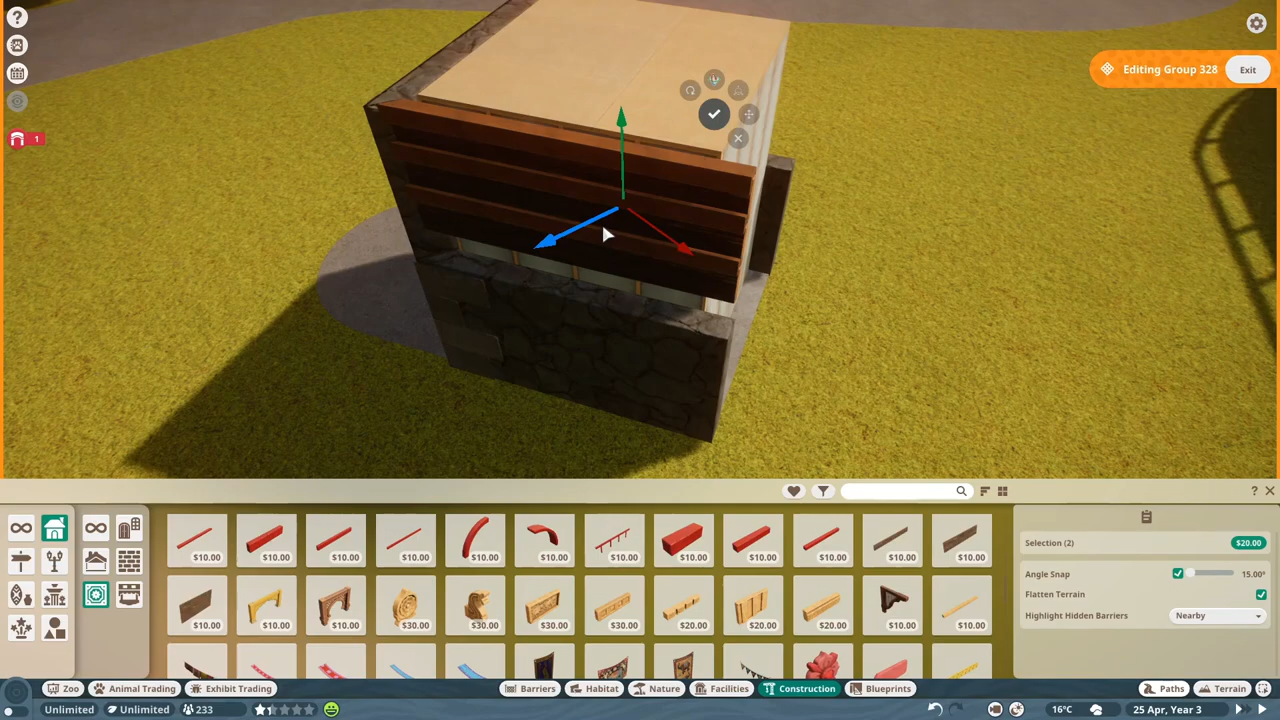 ?
Editing Group 328
Exit
1
?
Selection (2)
$20.00
$10.00 $10.00 $10.00 $10.00 $10.00 $10.00 $10.00 $10.00 $10.00 $10.00 $10.00 $10.00
Angle Snap
15.00°
Flatten Terrain
Highlight Hidden Barriers
Nearby
$10.00 $10.00 $10.00 $30.00 $30.00 $30.00 $30.00 $20.00 $20.00 $20.00 $10.00 $10.00
Zoo
Animal Trading
Exhibit Trading
Barriers
Habitat
Nature
Facilities
Construction
Blueprints
Paths
Terrain
Unlimited
Unlimited
233
16°C
25 Apr, Year 3